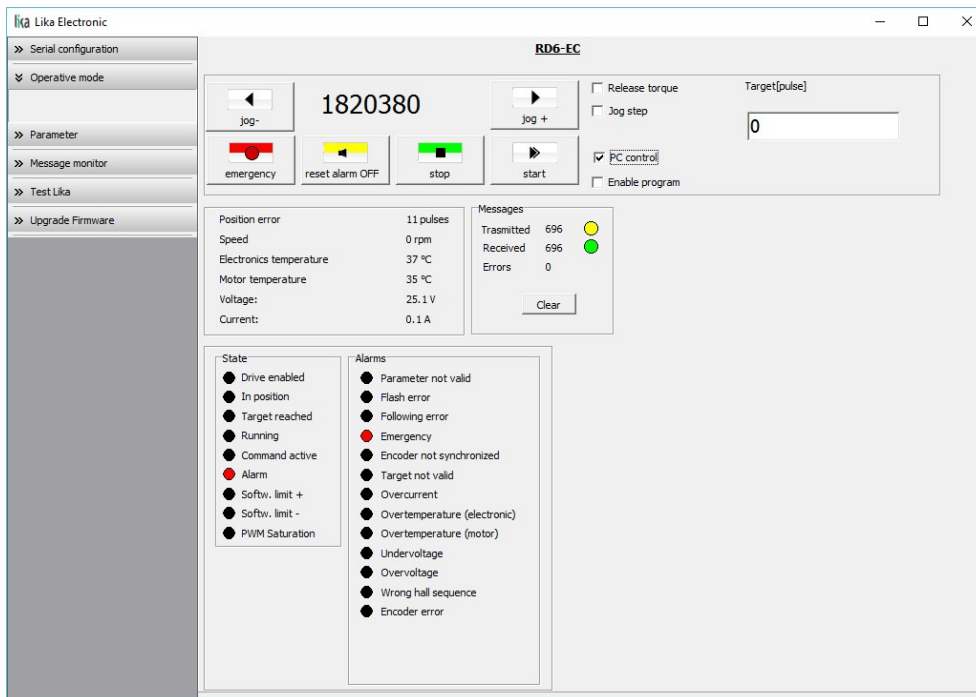 lika Lika Electronic
Serial configuration
Operative mode
Parameter
Message monitor
Test Lika
Upgrade Firmware
RD6-EC
jog-
1820380
jog +
emergency
reset alarm OFF
stop
start
Release torque
Jog step
PC control
Enable program
Target[pulse]
0
Position error 11 pulses
Speed 0 rpm
Electronics temperature 37 ºC
Motor temperature 35 ºC
Voltage: 25.1 V
Current: 0.1 A
Messages
Trasmitted 696
Received 696
Errors 0
Clear
State
Drive enabled
In position
Target reached
Running
Command active
Alarm
Softw. limit +
Softw. limit -
PWM Saturation
Alarms
Parameter not valid
Flash error
Following error
Emergency
Encoder not synchronized
Target not valid
Overcurrent
Overtemperature (electronic)
Overtemperature (motor)
Undervoltage
Overvoltage
Wrong hall sequence
Encoder error